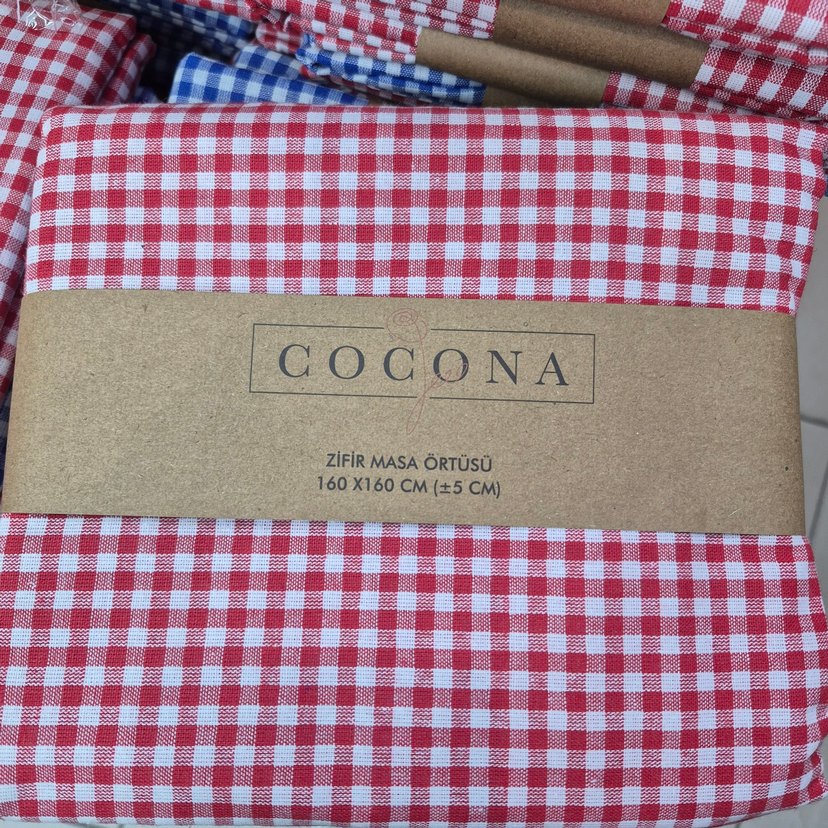 COCONA
ZİFİR MASA ÖRTÜSÜ
160 X160 CM (±5 CM)